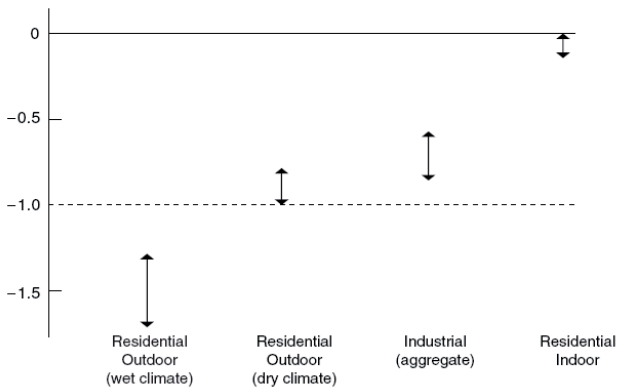 0
−0.5
−1.0
−1.5
Residential
Outdoor
(wet climate)
Residential
Outdoor
(dry climate)
Industrial
(aggregate)
Residential
Indoor